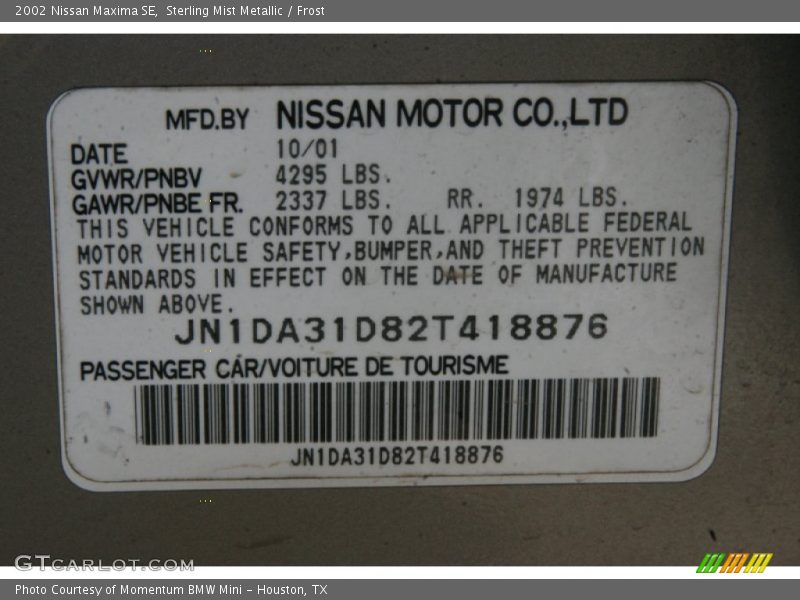 2002 Nissan Maxima SE, Sterling Mist Metallic / Frost
MFD.BY NISSAN MOTOR CO.,LTD
DATE 10/01
GVWR/PNBV 4295 LBS.
GAWR/PNBE FR. 2337 LBS. RR. 1974 LBS.
THIS VEHICLE CONFORMS TO ALL APPLICABLE FEDERAL
MOTOR VEHICLE SAFETY,BUMPER,AND THEFT PREVENTION
STANDARDS IN EFFECT ON THE DATE OF MANUFACTURE
SHOWN ABOVE.
JN1DA31D82T418876
PASSENGER CAR/VOITURE DE TOURISME
JN1DA31D82T418876
GTCARLOT.COM
Photo Courtesy of Momentum BMW Mini - Houston, TX